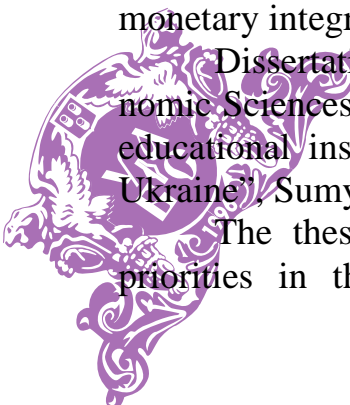 monetary integr
Dissertat
nomic Sciences
educational ins
Ukraine", Sumy
The thes
priorities in th